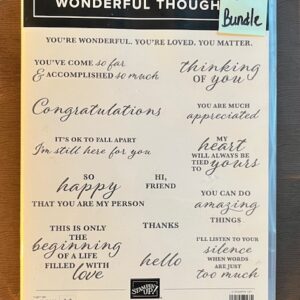 WONDERFUL THOUGH
Bundle
YOU'RE WONDERFUL. YOU'RE LOVED. YOU MATTER.
YOU'VE COME so far
& ACCOMPLISHED so much
thinking
OF you
Congratulations
YOU ARE MUCH
appreciated
IT'S OK TO FALL APART
I'm still here for you
MY
heart
WILL ALWAYS BE
TIED TO yours
SO
happy
THAT YOU ARE MY PERSON
HI,
FRIEND
YOU CAN DO
amazing
THINGS
THIS IS ONLY
THE
beginning
OF A LIFE
FILLED WITH
love
THANKS
hello
I'LL LISTEN TO YOUR
silence
WHEN WORDS
ARE JUST
too much
STAMPIN' UP!